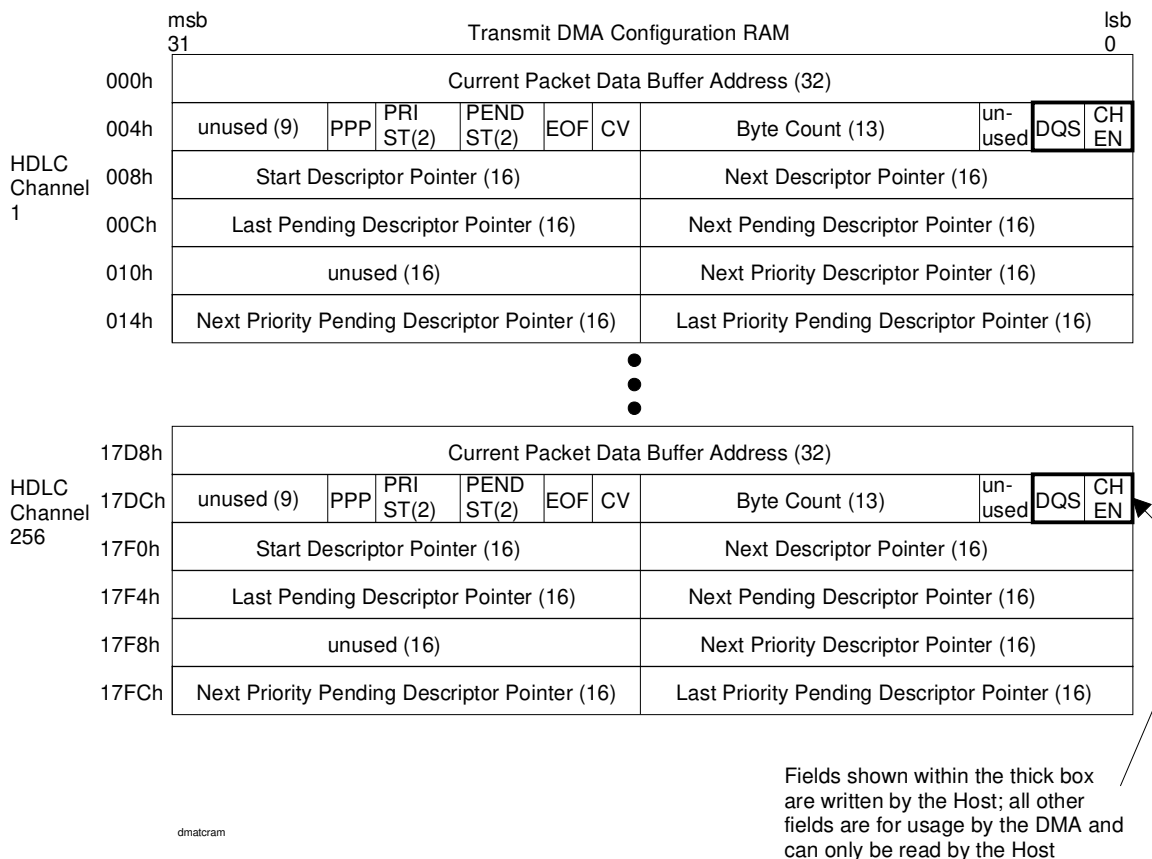 msb
31
Transmit DMA Configuration RAM
lsb
0
HDLC
Channel
1
000h Current Packet Data Buffer Address (32)
004h unused (9) PPP PRI ST(2) PEND ST(2) EOF CV Byte Count (13) un-used DQS CH EN
008h Start Descriptor Pointer (16) Next Descriptor Pointer (16)
00Ch Last Pending Descriptor Pointer (16) Next Pending Descriptor Pointer (16)
010h unused (16) Next Priority Descriptor Pointer (16)
014h Next Priority Pending Descriptor Pointer (16) Last Priority Pending Descriptor Pointer (16)
HDLC
Channel
256
17D8h Current Packet Data Buffer Address (32)
17DCh unused (9) PPP PRI ST(2) PEND ST(2) EOF CV Byte Count (13) un-used DQS CH EN
17F0h Start Descriptor Pointer (16) Next Descriptor Pointer (16)
17F4h Last Pending Descriptor Pointer (16) Next Pending Descriptor Pointer (16)
17F8h unused (16) Next Priority Descriptor Pointer (16)
17FCh Next Priority Pending Descriptor Pointer (16) Last Priority Pending Descriptor Pointer (16)
Fields shown within the thick box
are written by the Host; all other
fields are for usage by the DMA and
can only be read by the Host
dmatcram